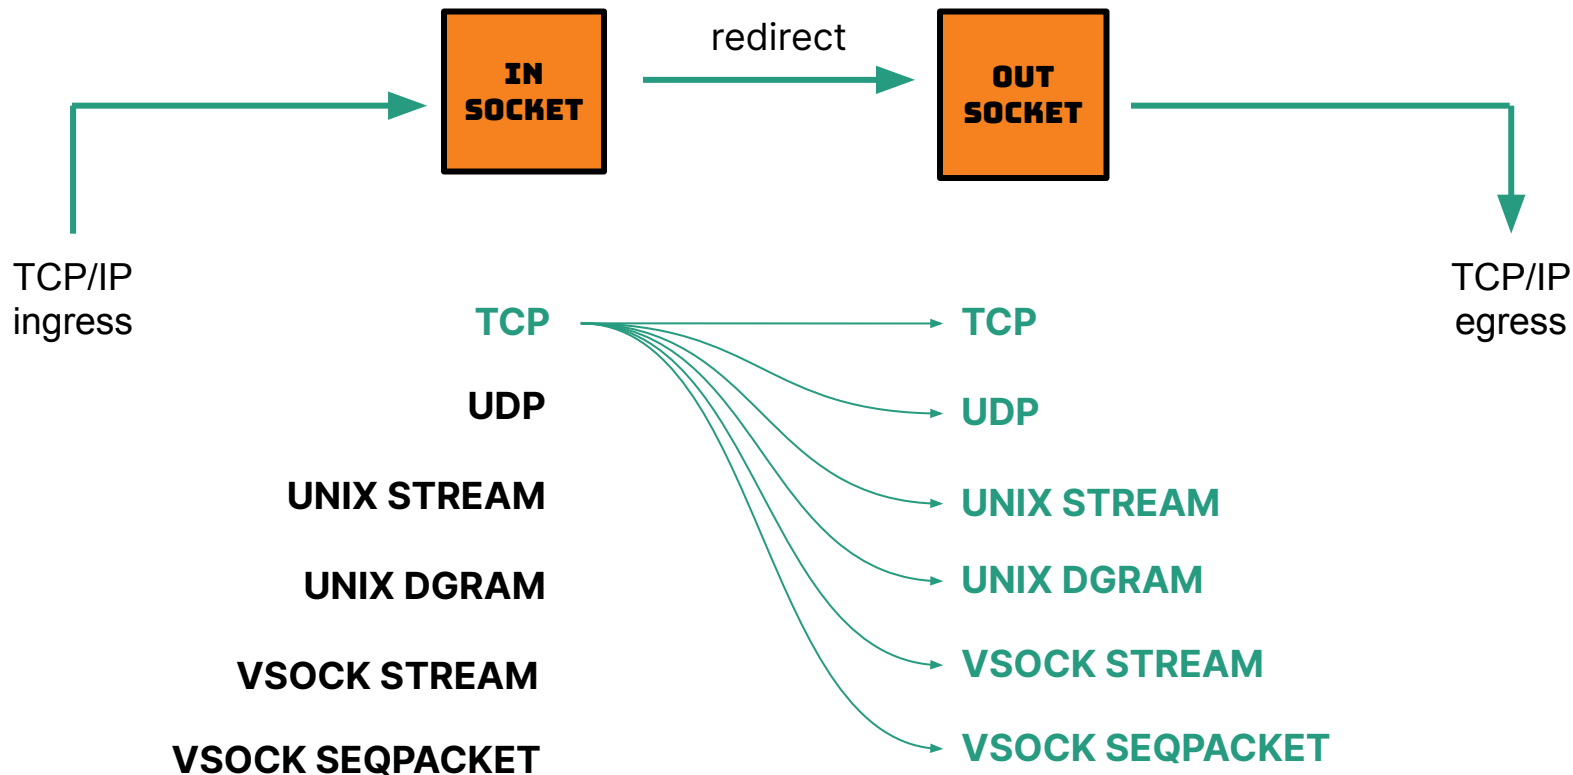 redirect
IN
SOCKET
OUT
SOCKET
TCP/IP
ingress
TCP/IP
egress
TCP
TCP
UDP
UDP
UNIX STREAM
UNIX STREAM
UNIX DGRAM
UNIX DGRAM
VSOCK STREAM
VSOCK STREAM
VSOCK SEQPACKET
VSOCK SEQPACKET